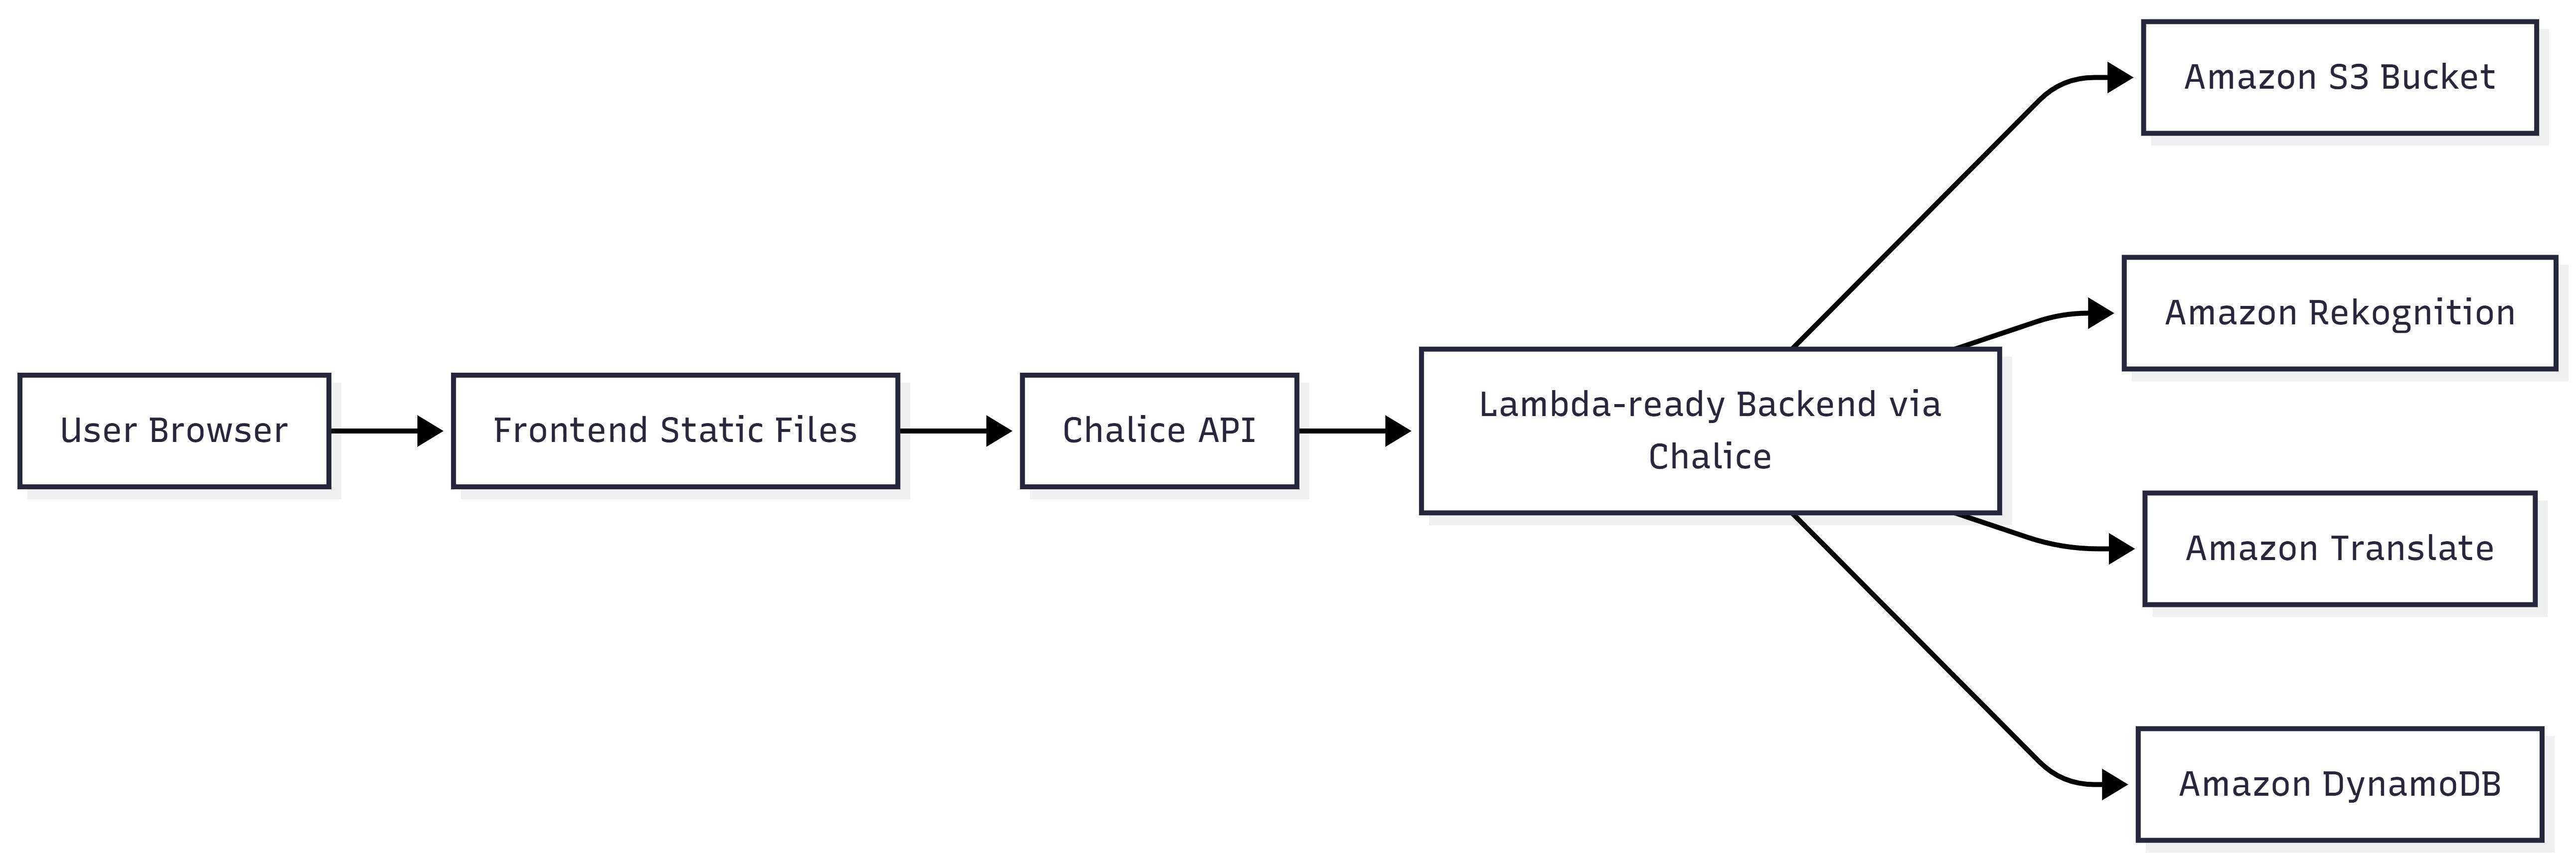 User Browser
Frontend Static Files
Chalice API
Lambda-ready Backend via
Chalice
Amazon S3 Bucket
Amazon Rekognition
Amazon Translate
Amazon DynamoDB